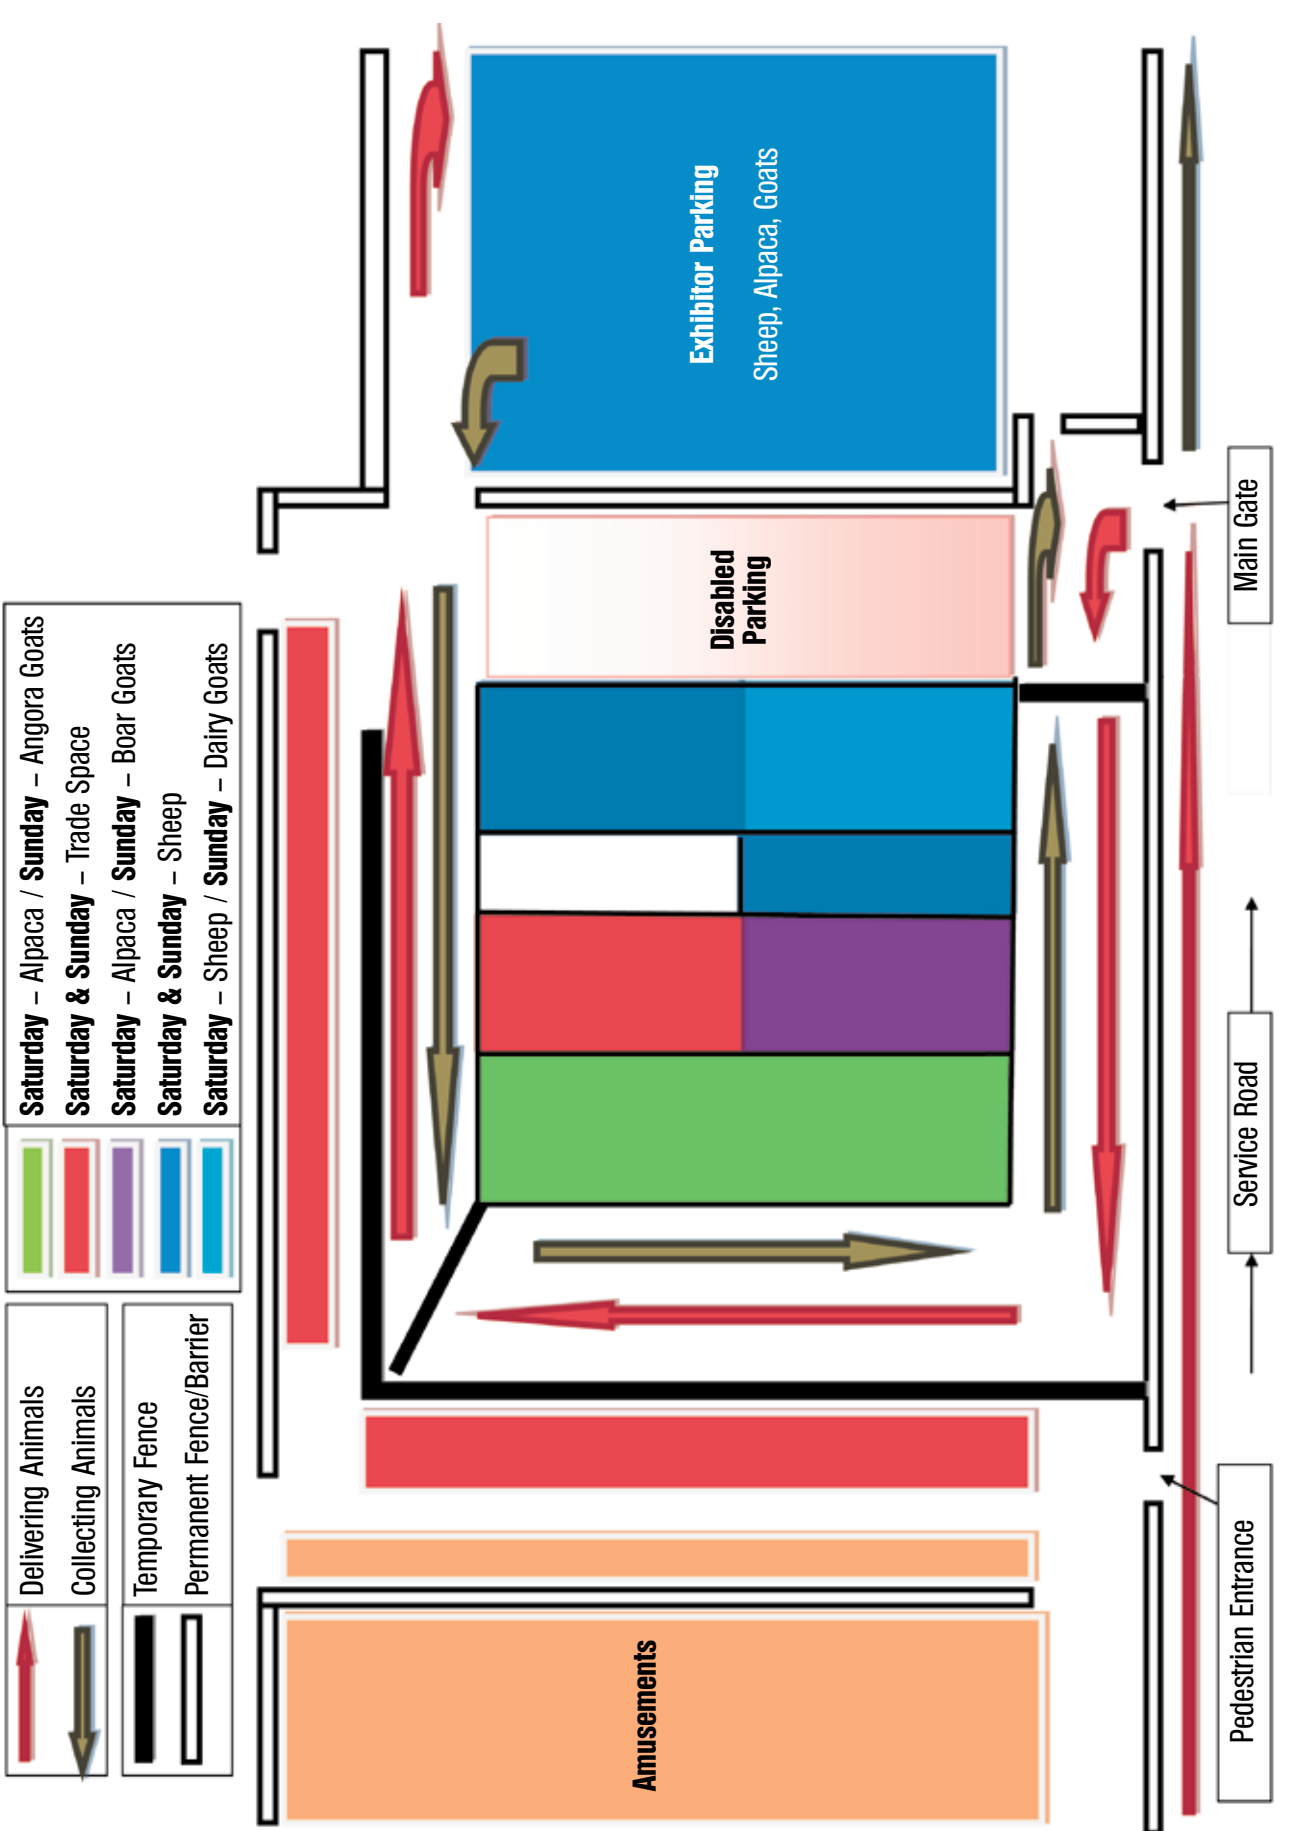 Delivering Animals
Collecting Animals
Temporary Fence
Permanent Fence/Barrier
Saturday – Alpaca / Sunday – Angora Goats
Saturday & Sunday – Trade Space
Saturday – Alpaca / Sunday – Boar Goats
Saturday & Sunday – Sheep
Saturday – Sheep / Sunday – Dairy Goats
Amusements
Disabled
Parking
Exhibitor Parking
Sheep, Alpaca, Goats
Pedestrian Entrance
Service Road
Main Gate